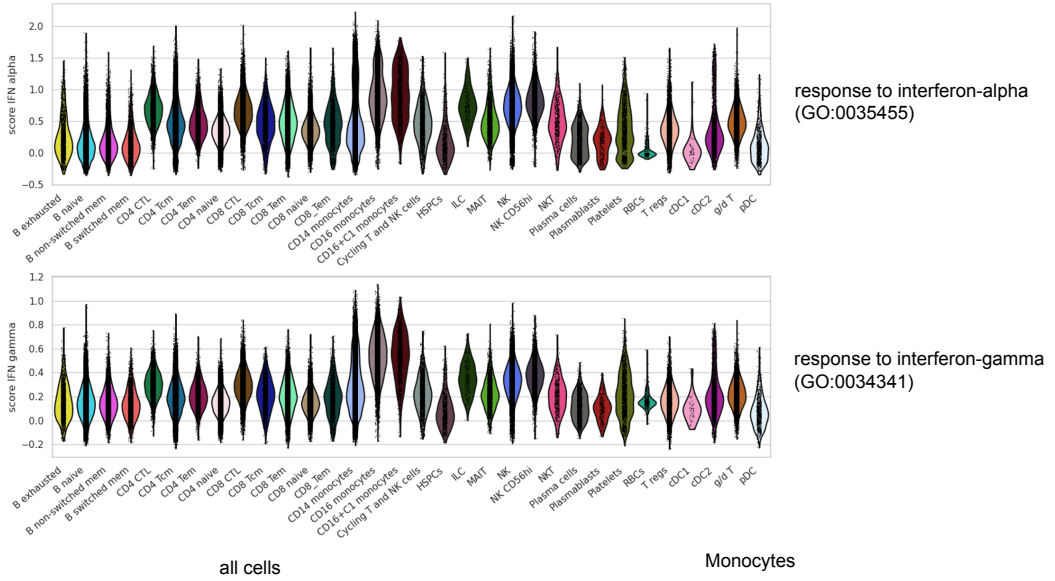 score IFN alpha
2.0
1.5
1.0
0.5
0.0
−0.5
B exhausted
B naive
B non-switched mem
B switched mem
CD4 CTL
CD4 Tcm
CD4 Tem
CD4 naive
CD8 CTL
CD8 Tcm
CD8 Tem
CD8 naive
CD8_Tem
CD14 monocytes
CD16 monocytes
CD16+C1 monocytes
Cycling T and NK cells
HSPCs
ILC
MAIT
NK
NK CD56hi
NKT
Plasma cells
Plasmablasts
Platelets
RBCs
T regs
cDC1
cDC2
g/d T
pDC
response to interferon-alpha
(GO:0035455)
score IFN gamma
1.2
1.0
0.8
0.6
0.4
0.2
0.0
−0.2
B exhausted
B naive
B non-switched mem
B switched mem
CD4 CTL
CD4 Tcm
CD4 Tem
CD4 naive
CD8 CTL
CD8 Tcm
CD8 Tem
CD8 naive
CD8_Tem
CD14 monocytes
CD16 monocytes
CD16+C1 monocytes
Cycling T and NK cells
HSPCs
ILC
MAIT
NK
NK CD56hi
NKT
Plasma cells
Plasmablasts
Platelets
RBCs
T regs
cDC1
cDC2
g/d T
pDC
response to interferon-gamma
(GO:0034341)
all cells
Monocytes